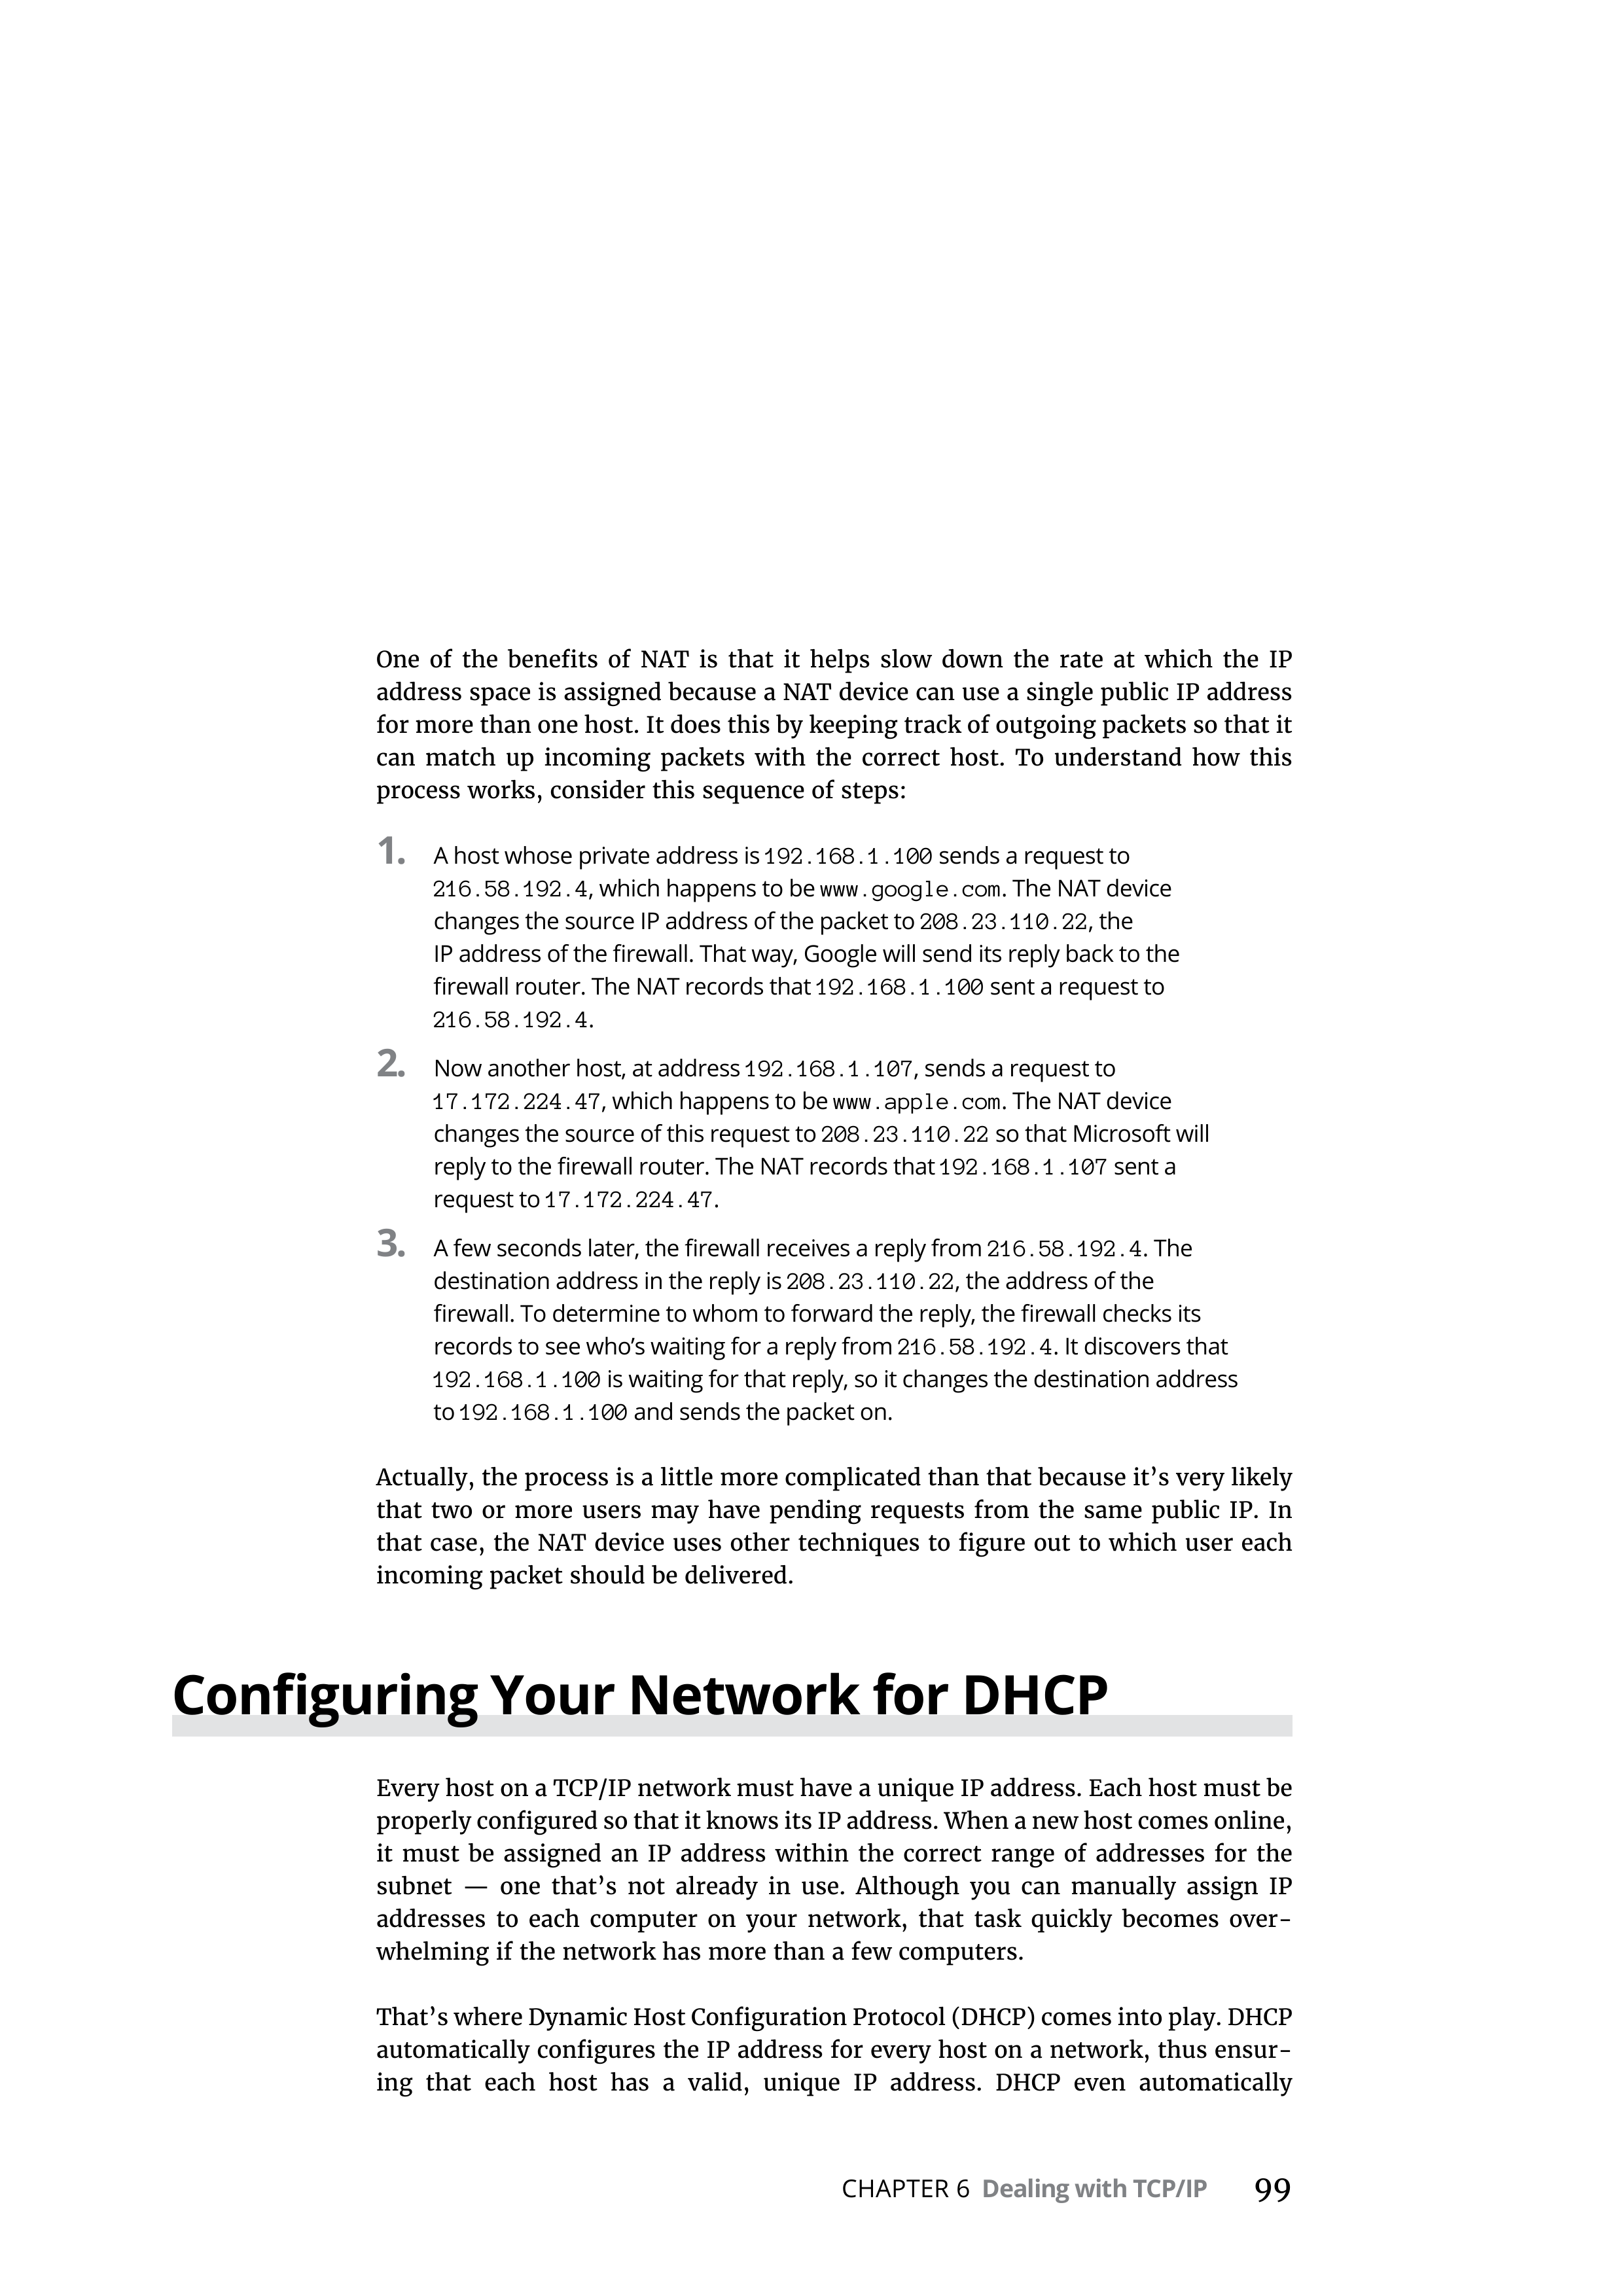 One of the benefits of NAT is that it helps slow down the rate at which the IP
address space is assigned because a NAT device can use a single public IP address
for more than one host. It does this by keeping track of outgoing packets so that it
can match up incoming packets with the correct host. To understand how this
process works, consider this sequence of steps:
1. A host whose private address is 192.168.1.100 sends a request to
216.58.192.4, which happens to be www.google.com. The NAT device
changes the source IP address of the packet to 208.23.110.22, the
IP address of the firewall. That way, Google will send its reply back to the
firewall router. The NAT records that 192.168.1.100 sent a request to
216.58.192.4.
2. Now another host, at address 192.168.1.107, sends a request to
17.172.224.47, which happens to be www.apple.com. The NAT device
changes the source of this request to 208.23.110.22 so that Microsoft will
reply to the firewall router. The NAT records that 192.168.1.107 sent a
request to 17.172.224.47.
3. A few seconds later, the firewall receives a reply from 216.58.192.4. The
destination address in the reply is 208.23.110.22, the address of the
firewall. To determine to whom to forward the reply, the firewall checks its
records to see who’s waiting for a reply from 216.58.192.4. It discovers that
192.168.1.100 is waiting for that reply, so it changes the destination address
to 192.168.1.100 and sends the packet on.
Actually, the process is a little more complicated than that because it’s very likely
that two or more users may have pending requests from the same public IP. In
that case, the NAT device uses other techniques to figure out to which user each
incoming packet should be delivered.
Configuring Your Network for DHCP
Every host on a TCP/IP network must have a unique IP address. Each host must be
properly configured so that it knows its IP address. When a new host comes online,
it must be assigned an IP address within the correct range of addresses for the
subnet — one that’s not already in use. Although you can manually assign IP
addresses to each computer on your network, that task quickly becomes over-
whelming if the network has more than a few computers.
That’s where Dynamic Host Configuration Protocol (DHCP) comes into play. DHCP
automatically configures the IP address for every host on a network, thus ensur-
ing that each host has a valid, unique IP address. DHCP even automatically
CHAPTER 6 Dealing with TCP/IP 99